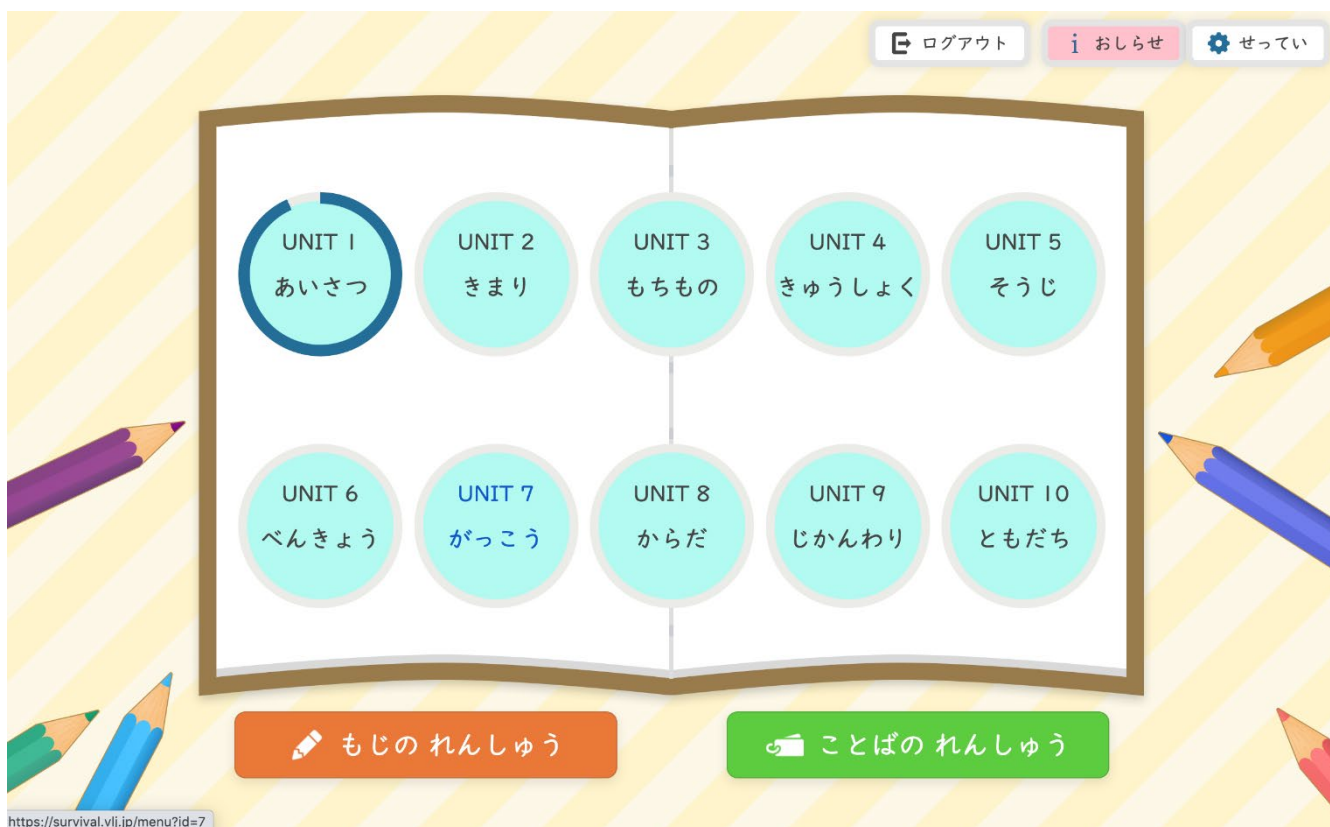 ログアウト
i おしらせ
せってい
UNIT 1
あいさつ
UNIT 2
きまり
UNIT 3
もちもの
UNIT 4
きゅうしょく
UNIT 5
そうじ
UNIT 6
べんきょう
UNIT 7
がっこう
UNIT 8
からだ
UNIT 9
じかんわり
UNIT 10
ともだち
もじの れんしゅう
ことばの れんしゅう
https://survival.vlj.jp/menu?id=7